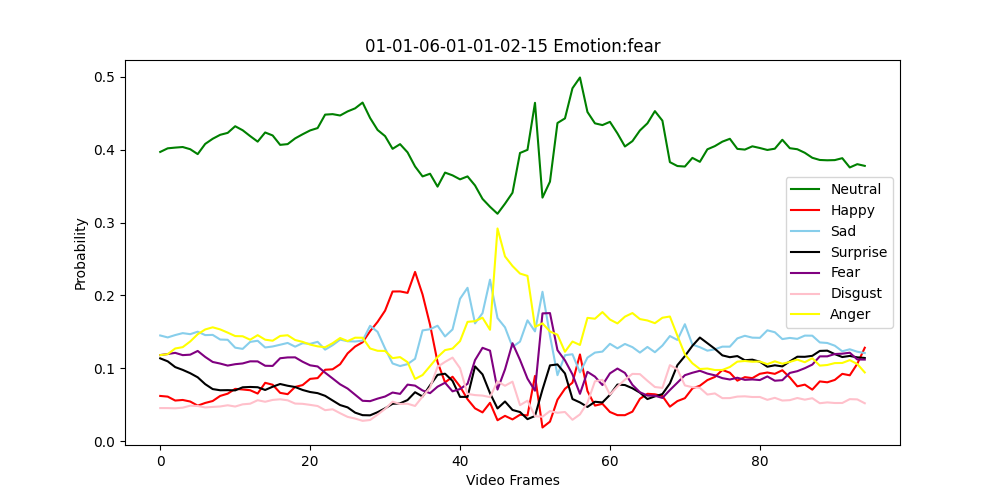 01-01-06-01-01-02-15 Emotion:fear
Probability
0.5
0.4
0.3
0.2
0.1
0.0
0
20
40
60
80
Video Frames
Neutral
Happy
Sad
Surprise
Fear
Disgust
Anger